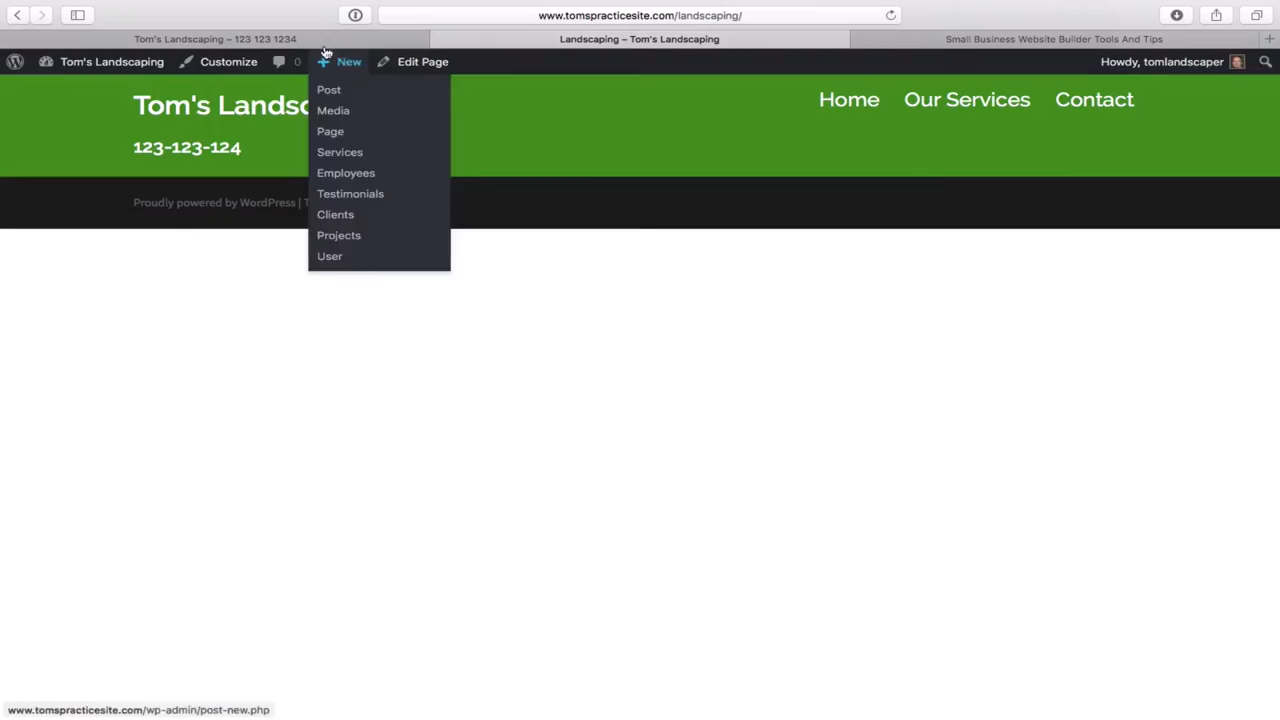 www.tomspracticesite.com/landscaping/
Tom's Landscaping – 123 123 1234
Landscaping – Tom's Landscaping
Small Business Website Builder Tools And Tips
Tom's Landscaping
Customize
0
New
Edit Page
Howdy, tomlandscaper
Post
Media
Page
Services
Employees
Testimonials
Clients
Projects
User
Tom's Landsc
123-123-124
Home
Our Services
Contact
Proudly powered by WordPress | T
www.tomspracticesite.com/wp-admin/post-new.php